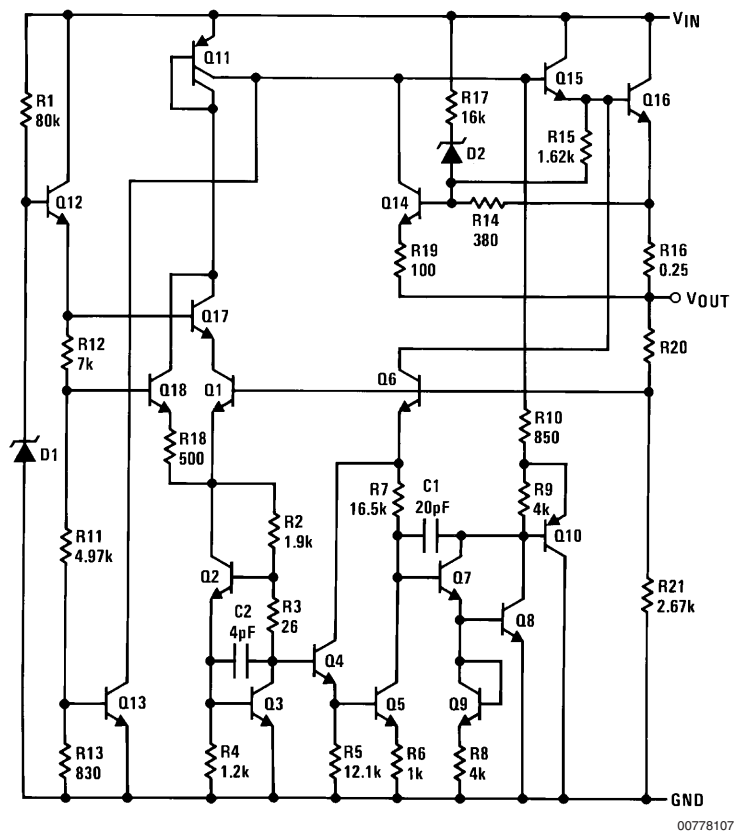 VIN
Q11
Q15
R1
80k
R17
16k
Q16
R15
1.62k
D2
Q12
Q14
R14
380
R19
100
R16
0.25
VOUT
Q17
R12
7k
R20
Q18
Q1
Q6
R18
500
R10
850
D1
R7
16.5k
C1
20pF
R9
4k
R2
1.9k
R11
4.97k
Q10
Q2
Q7
R3
26
C2
4pF
Q8
R21
2.67k
Q4
Q13
Q3
Q5
Q9
R13
830
R4
1.2k
R5
12.1k
R6
1k
R8
4k
GND
00778107